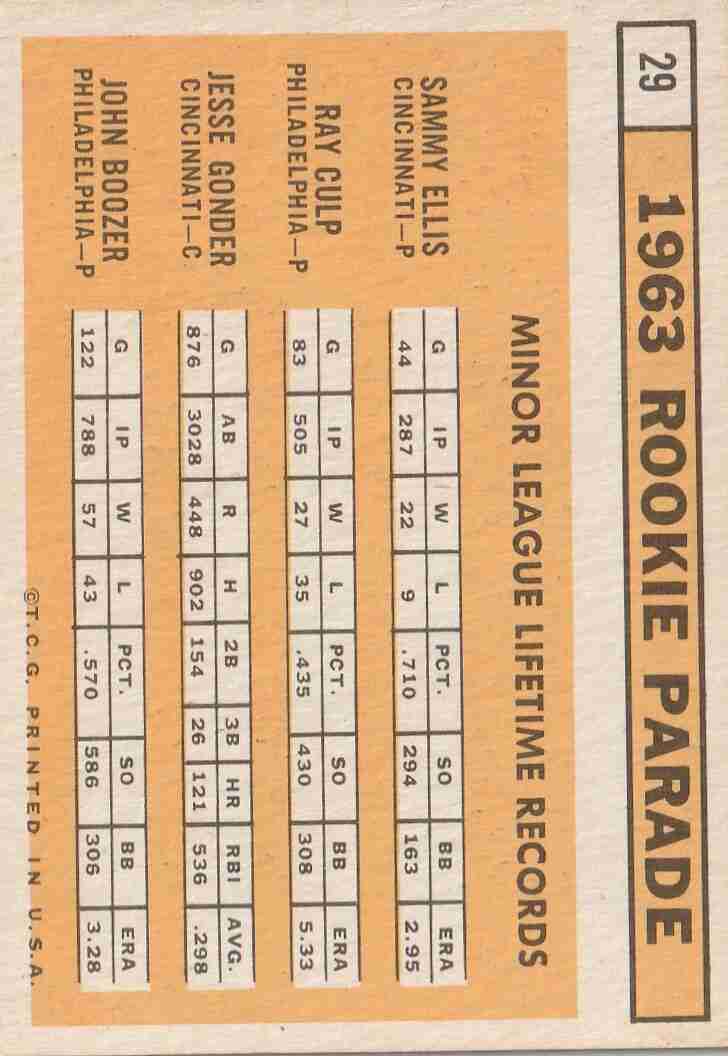 29 1963 ROOKIE PARADE
MINOR LEAGUE LIFETIME RECORDS
SAMMY ELLIS
CINCINNATI—P
G IP W L PCT. SO BB ERA
44 287 22 9 .710 294 163 2.95
RAY CULP
PHILADELPHIA—P
G IP W L PCT. SO BB ERA
83 505 27 35 .435 430 308 5.33
JESSE GONDER
CINCINNATI—C
G AB R H 2B 3B HR RBI AVG.
876 3028 448 902 154 26 121 536 .298
JOHN BOOZER
PHILADELPHIA—P
G IP W L PCT. SO BB ERA
122 788 57 43 .570 586 306 3.28
©T.C.G. PRINTED IN U.S.A.